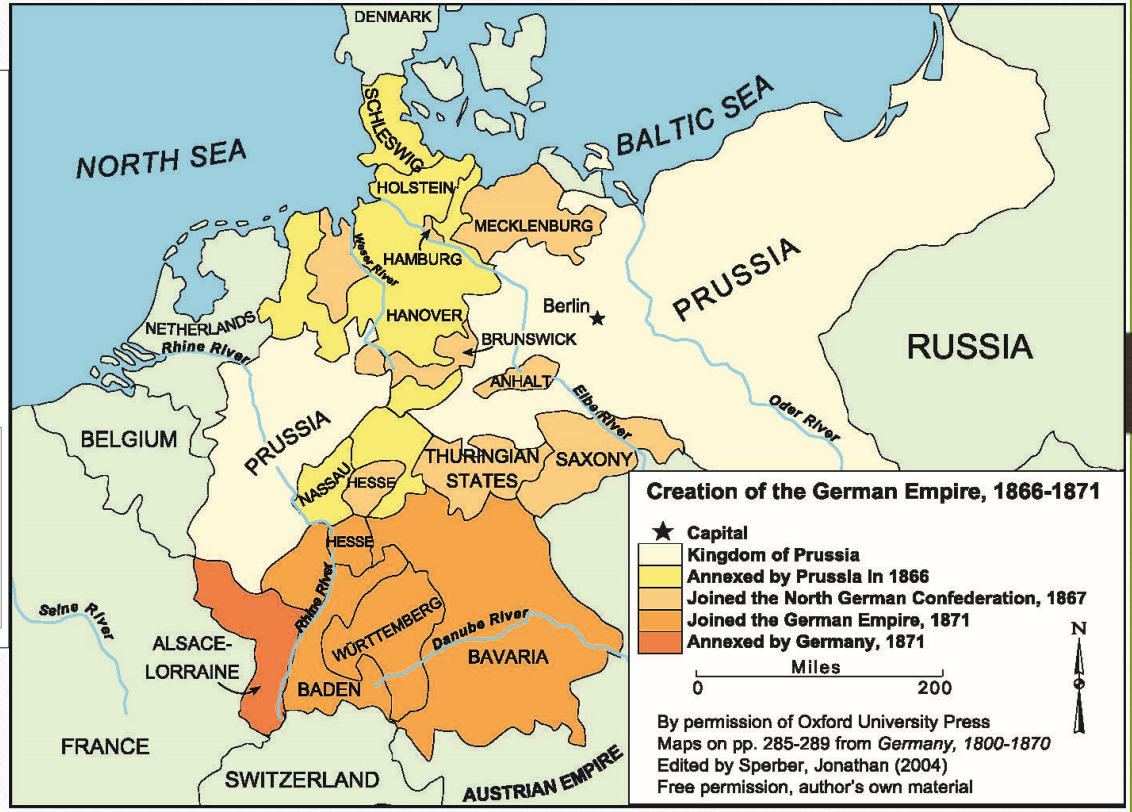 DENMARK
SCHLESWIG
BALTIC SEA
NORTH SEA
HOLSTEIN
MECKLENBURG
HAMBURG
Weser River
PRUSSIA
Berlin
HANOVER
NETHERLANDS
BRUNSWICK
RUSSIA
Rhine River
ANHALT
Elbe River
Oder River
BELGIUM
PRUSSIA
THURINGIAN
STATES
SAXONY
NASSAU
HESSE
HESSE
Rhine River
Seine River
WÜRTTEMBERG
Danube River
ALSACE-
LORRAINE
BAVARIA
BADEN
FRANCE
SWITZERLAND
AUSTRIAN EMPIRE
Creation of the German Empire, 1866-1871
Capital
Kingdom of Prussia
Annexed by Prussia in 1866
Joined the North German Confederation, 1867
Joined the German Empire, 1871
Annexed by Germany, 1871
N
Miles
0 200
By permission of Oxford University Press
Maps on pp. 285-289 from Germany, 1800-1870
Edited by Sperber, Jonathan (2004)
Free permission, author's own material